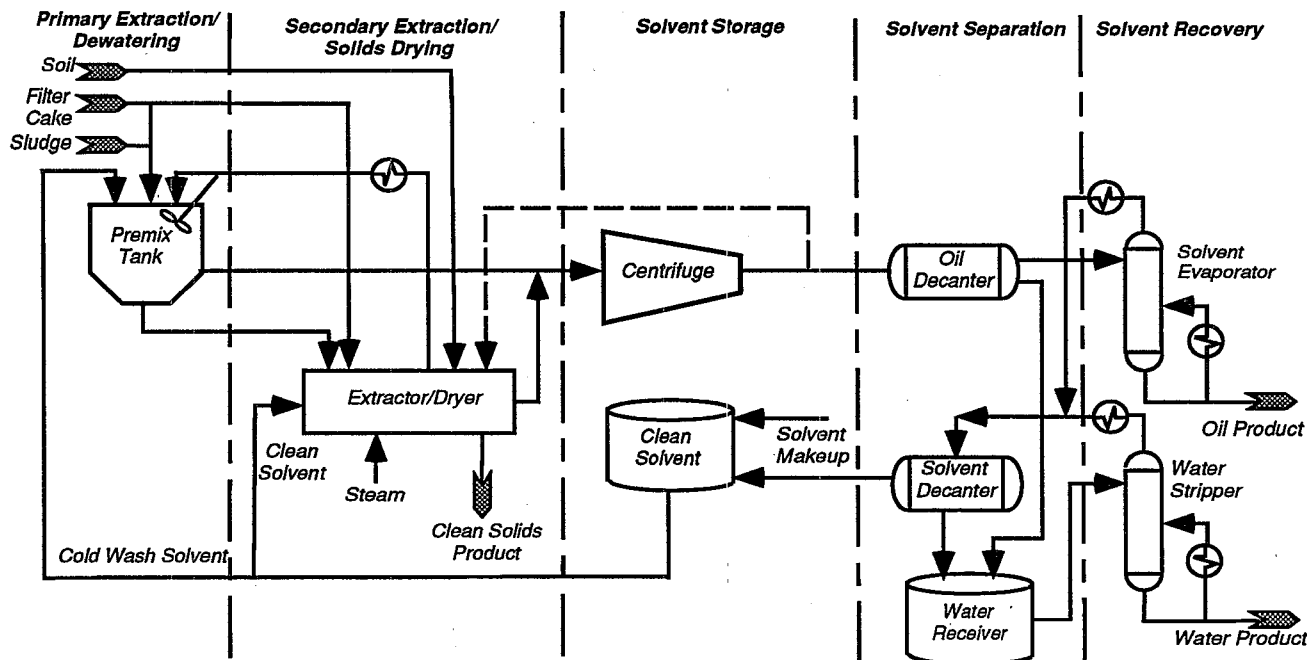 Primary Extraction/
Dewatering
Secondary Extraction/
Solids Drying
Solvent Storage
Solvent Separation
Solvent Recovery
Soil
Filter
Cake
Sludge
Premix
Tank
Centrifuge
Oil
Decanter
Solvent
Evaporator
Extractor/Dryer
Clean
Solvent
Steam
Clean Solids
Product
Clean
Solvent
Solvent
Makeup
Solvent
Decanter
Oil Product
Water
Stripper
Cold Wash Solvent
Water
Receiver
Water Product